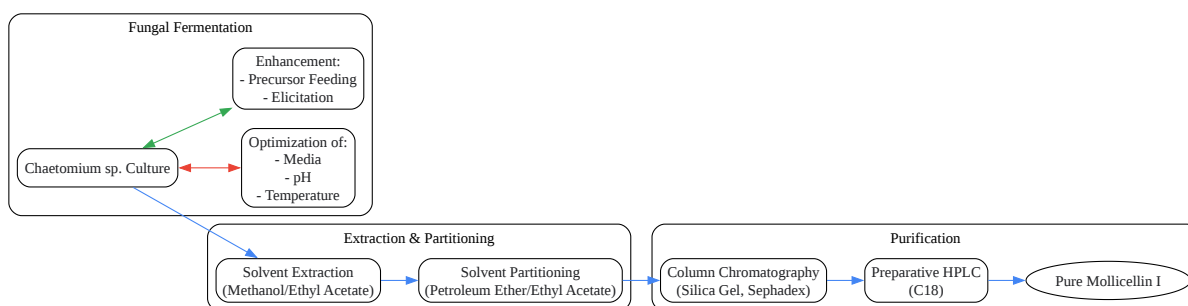 Fungal Fermentation
Enhancement:
- Precursor Feeding
- Elicitation
Optimization of:
- Media
- pH
- Temperature
Chaetomium sp. Culture
Extraction & Partitioning
Solvent Extraction
(Methanol/Ethyl Acetate)
Solvent Partitioning
(Petroleum Ether/Ethyl Acetate)
Purification
Column Chromatography
(Silica Gel, Sephadex)
Preparative HPLC
(C18)
Pure Mollicellin I